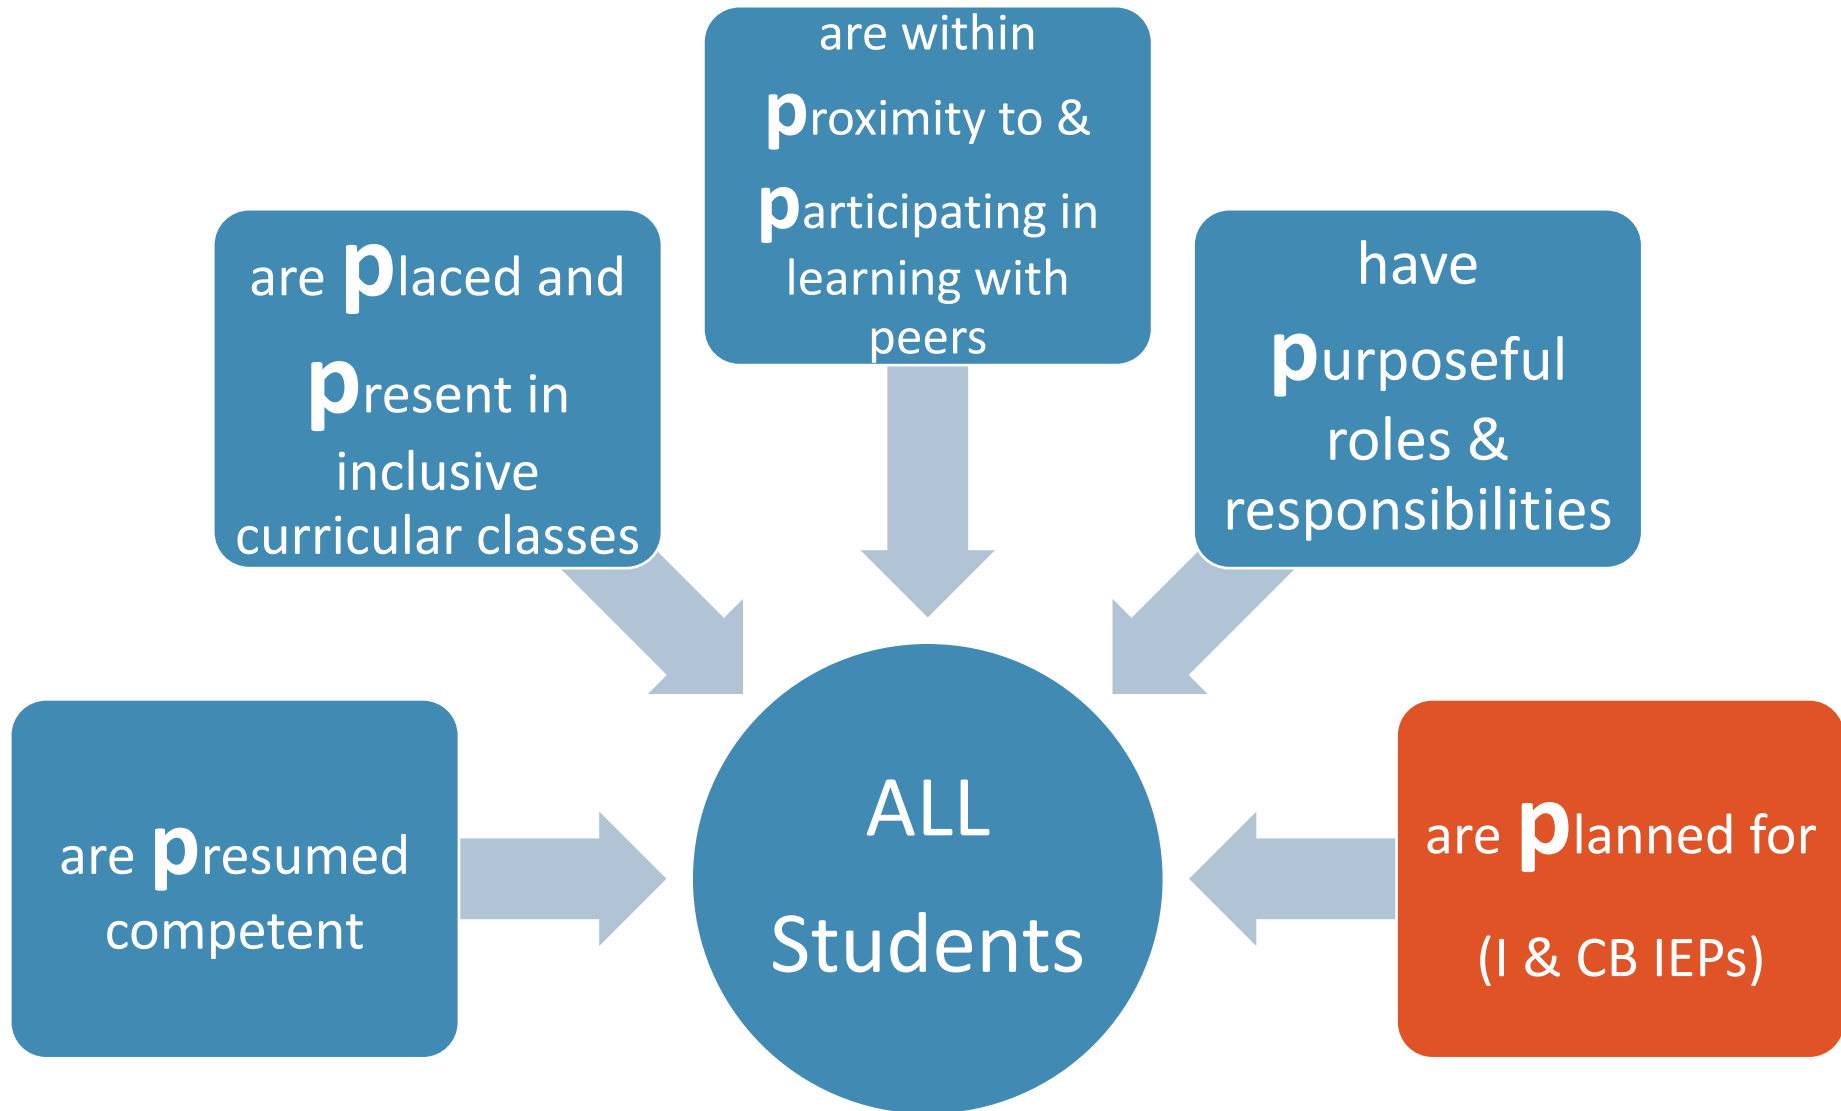 are within
proximity to &
participating in
learning with
peers
are placed and
present in
inclusive
curricular classes
have
purposeful
roles &
responsibilities
are presumed
competent
ALL
Students
are planned for
(I & CB IEPs)